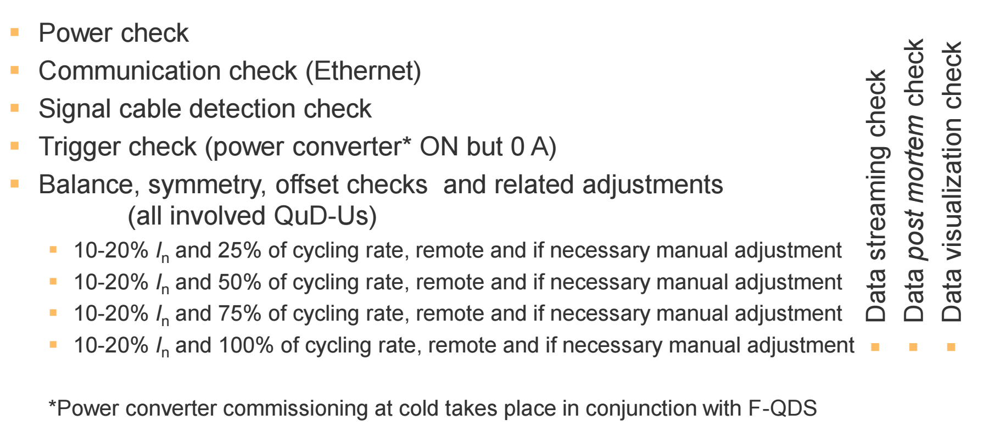 Power check
Communication check (Ethernet)
Signal cable detection check
Trigger check (power converter* ON but 0 A)
Balance, symmetry, offset checks  and related adjustments
(all involved QuD-Us)
10-20% In and 25% of cycling rate, remote and if necessary manual adjustment
10-20% In and 50% of cycling rate, remote and if necessary manual adjustment
10-20% In and 75% of cycling rate, remote and if necessary manual adjustment
10-20% In and 100% of cycling rate, remote and if necessary manual adjustment
Data streaming check
Data post mortem check
Data visualization check
*Power converter commissioning at cold takes place in conjunction with F-QDS